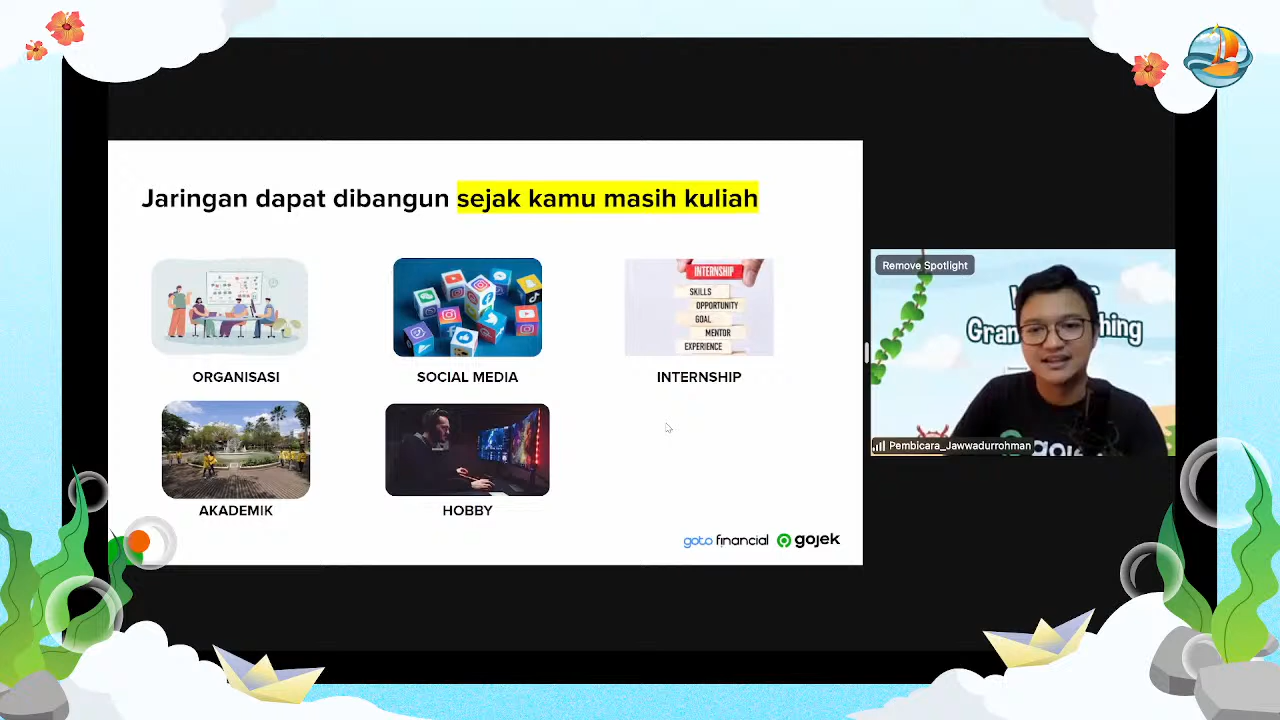 Jaringan dapat dibangun sejak kamu masih kuliah
INTERNSHIP
SKILLS
OPPORTUNITY
GOAL
MENTOR
EXPERIENCE
ORGANISASI
SOCIAL MEDIA
INTERNSHIP
AKADEMIK
HOBBY
goto financial gojek
Remove Spotlight
Pembicara_Jawwadurrohman